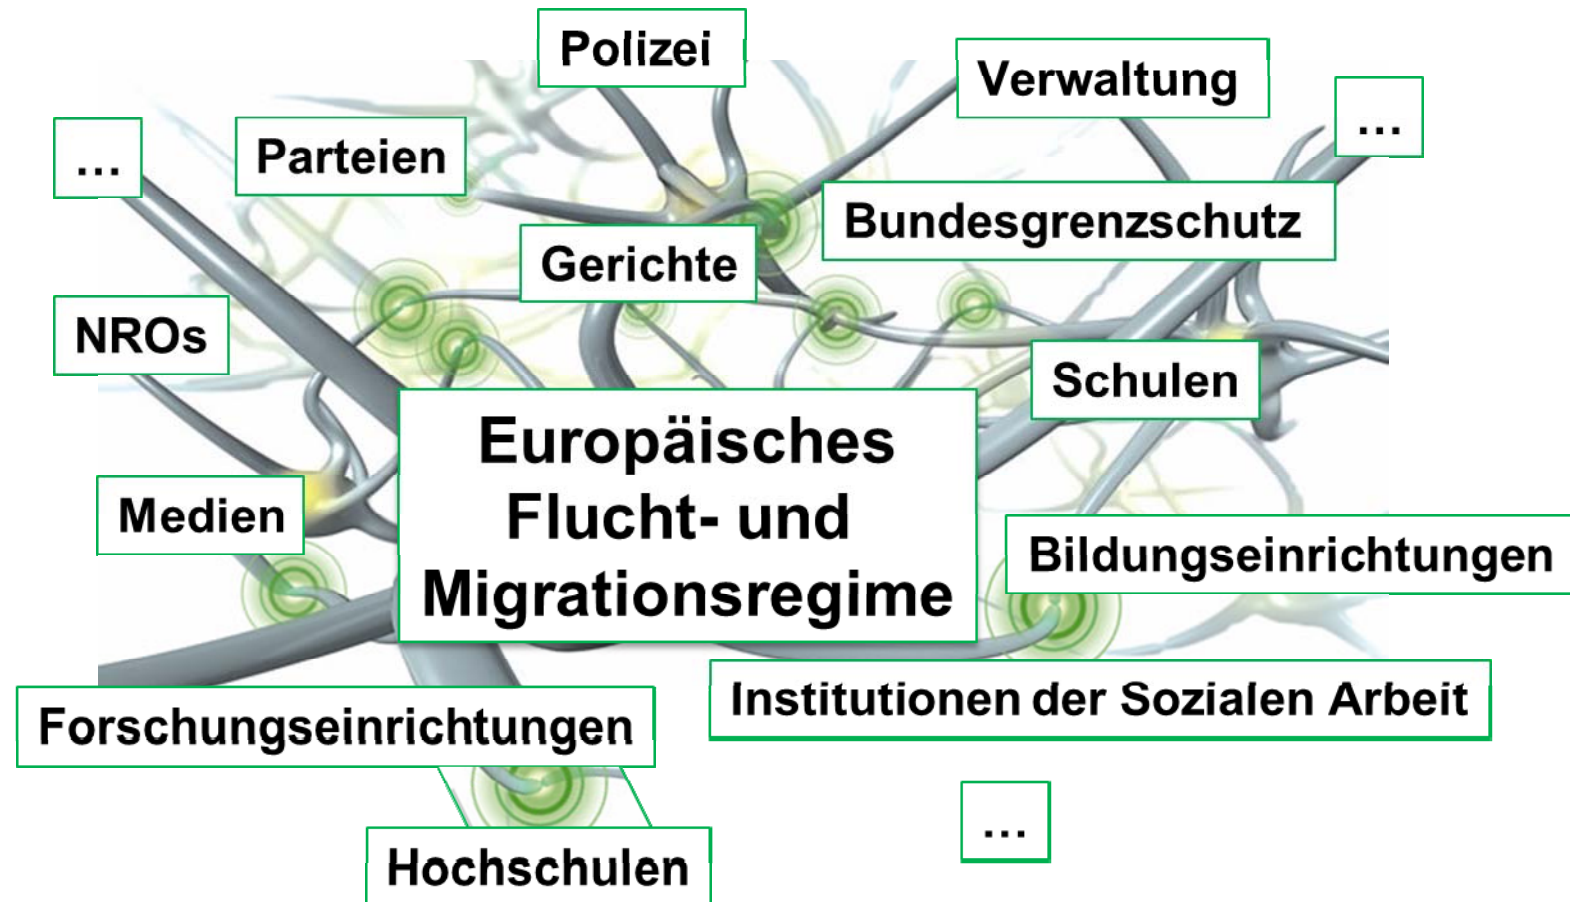 Polizei
Verwaltung
...
...
Parteien
Bundesgrenzschutz
Gerichte
NROs
Schulen
Europäisches
Flucht- und
Migrationsregime
Medien
Bildungseinrichtungen
Institutionen der Sozialen Arbeit
Forschungseinrichtungen
...
Hochschulen